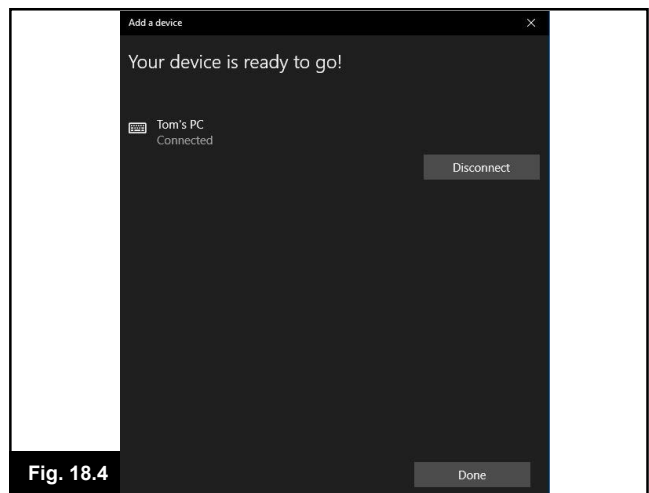 Add a device
Your device is ready to go!
Tom's PC
Connected
Disconnect
Done
Fig. 18.4